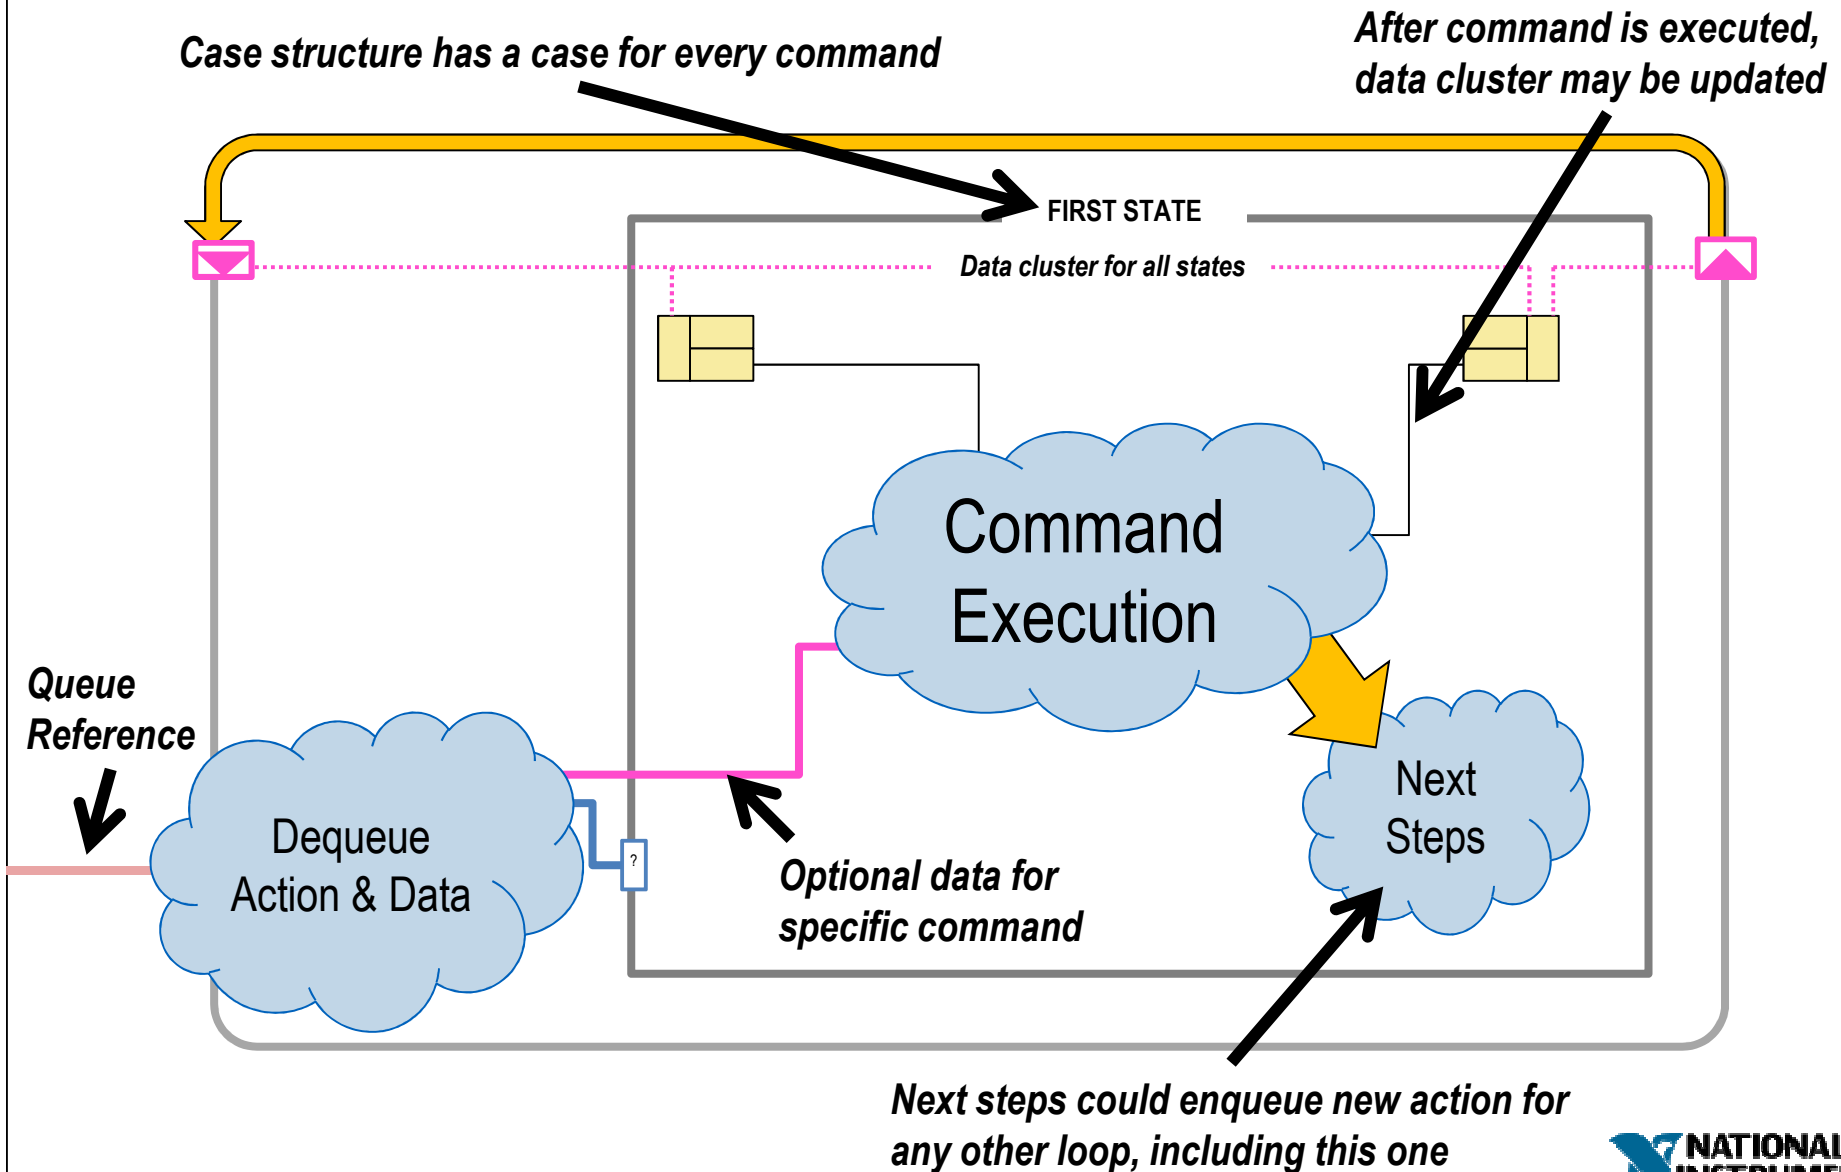 Case structure has a case for every command
After command is executed,
data cluster may be updated
FIRST STATE
Data cluster for all states
Command
Execution
Queue
Reference
Next
Steps
Dequeue
Action & Data
?
Optional data for
specific command
Next steps could enqueue new action for
any other loop, including this one
NATIONAL